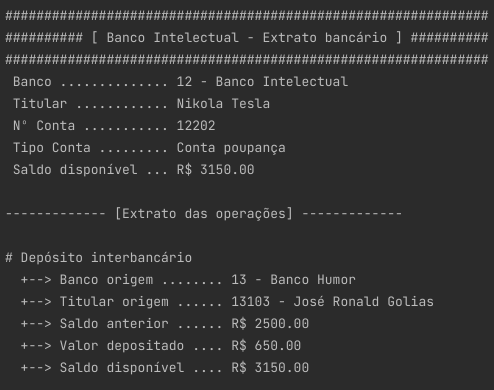 ##############################################################
########## [ Banco Intelectual - Extrato bancário ] ##########
##############################################################
Banco .............. 12 - Banco Intelectual
Titular ............ Nikola Tesla
N° Conta ........... 12202
Tipo Conta ......... Conta poupança
Saldo disponível ... R$ 3150.00
------------- [Extrato das operações] -------------
# Depósito interbancário
+--> Banco origem ........ 13 - Banco Humor
+--> Titular origem ...... 13103 - José Ronald Golias
+--> Saldo anterior ...... R$ 2500.00
+--> Valor depositado .... R$ 650.00
+--> Saldo disponível .... R$ 3150.00